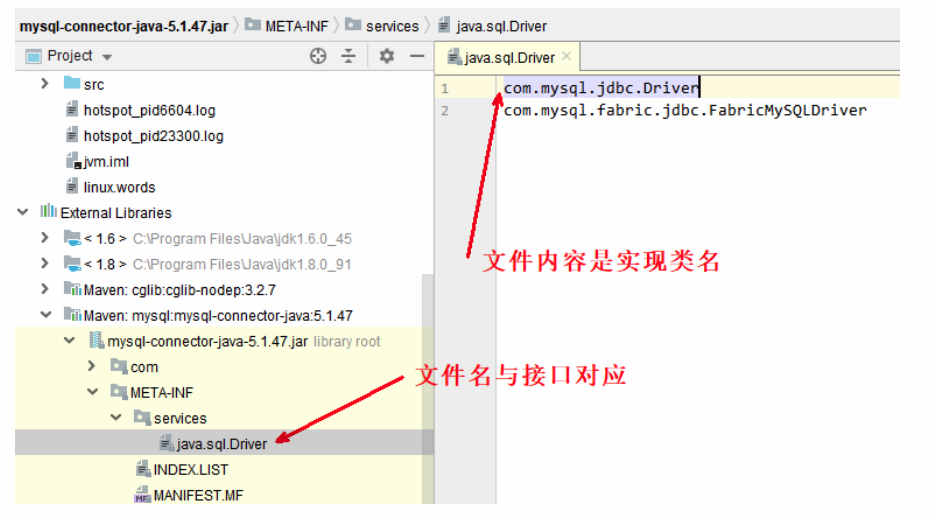 mysql-connector-java-5.1.47.jar META-INF services java.sql.Driver
Project
java.sql.Driver
src
hotspot_pid6604.log
hotspot_pid23300.log
jvm.iml
linux.words
External Libraries
< 1.6 > C:\Program Files\Java\jdk1.6.0_45
< 1.8 > C:\Program Files\Java\jdk1.8.0_91
Maven: cglib:cglib-nodep:3.2.7
Maven: mysql:mysql-connector-java:5.1.47
mysql-connector-java-5.1.47.jar library root
com
META-INF
services
java.sql.Driver
INDEX.LIST
MANIFEST.MF
1 com.mysql.jdbc.Driver
2 com.mysql.fabric.jdbc.FabricMySQLDriver
文件内容是实现类名
文件名与接口对应